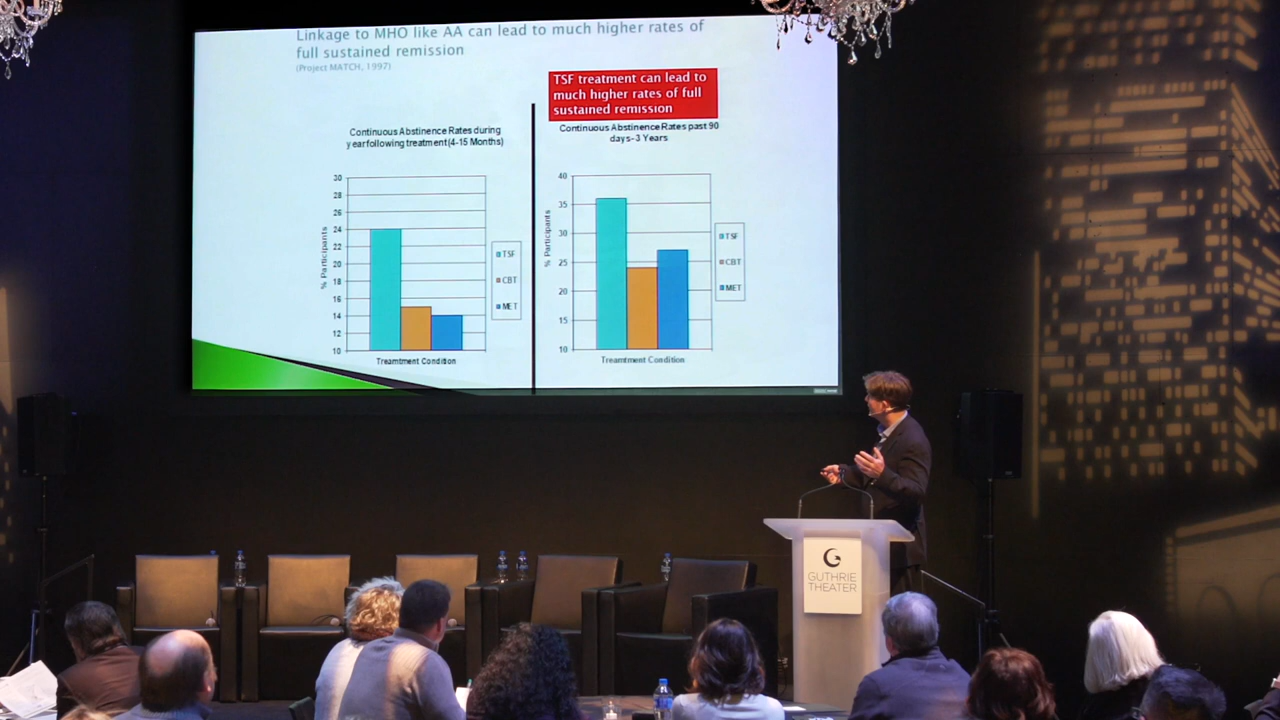 Linkage to MHO like AA can lead to much higher rates of
full sustained remission
(Project MATCH, 1997)
TSF treatment can lead to
much higher rates of full
sustained remission
Continuous Abstinence Rates during
year following treatment (4-15 Months)
30
28
26
24
22
20
18
16
14
12
10
% Participants
TSF
CBT
MET
Treamtment Condition
Continuous Abstinence Rates past 90
days-3 Years
40
35
30
25
20
15
10
% Participants
TSF
CBT
MET
Treamtment Condition
GUTHRIE
THEATER